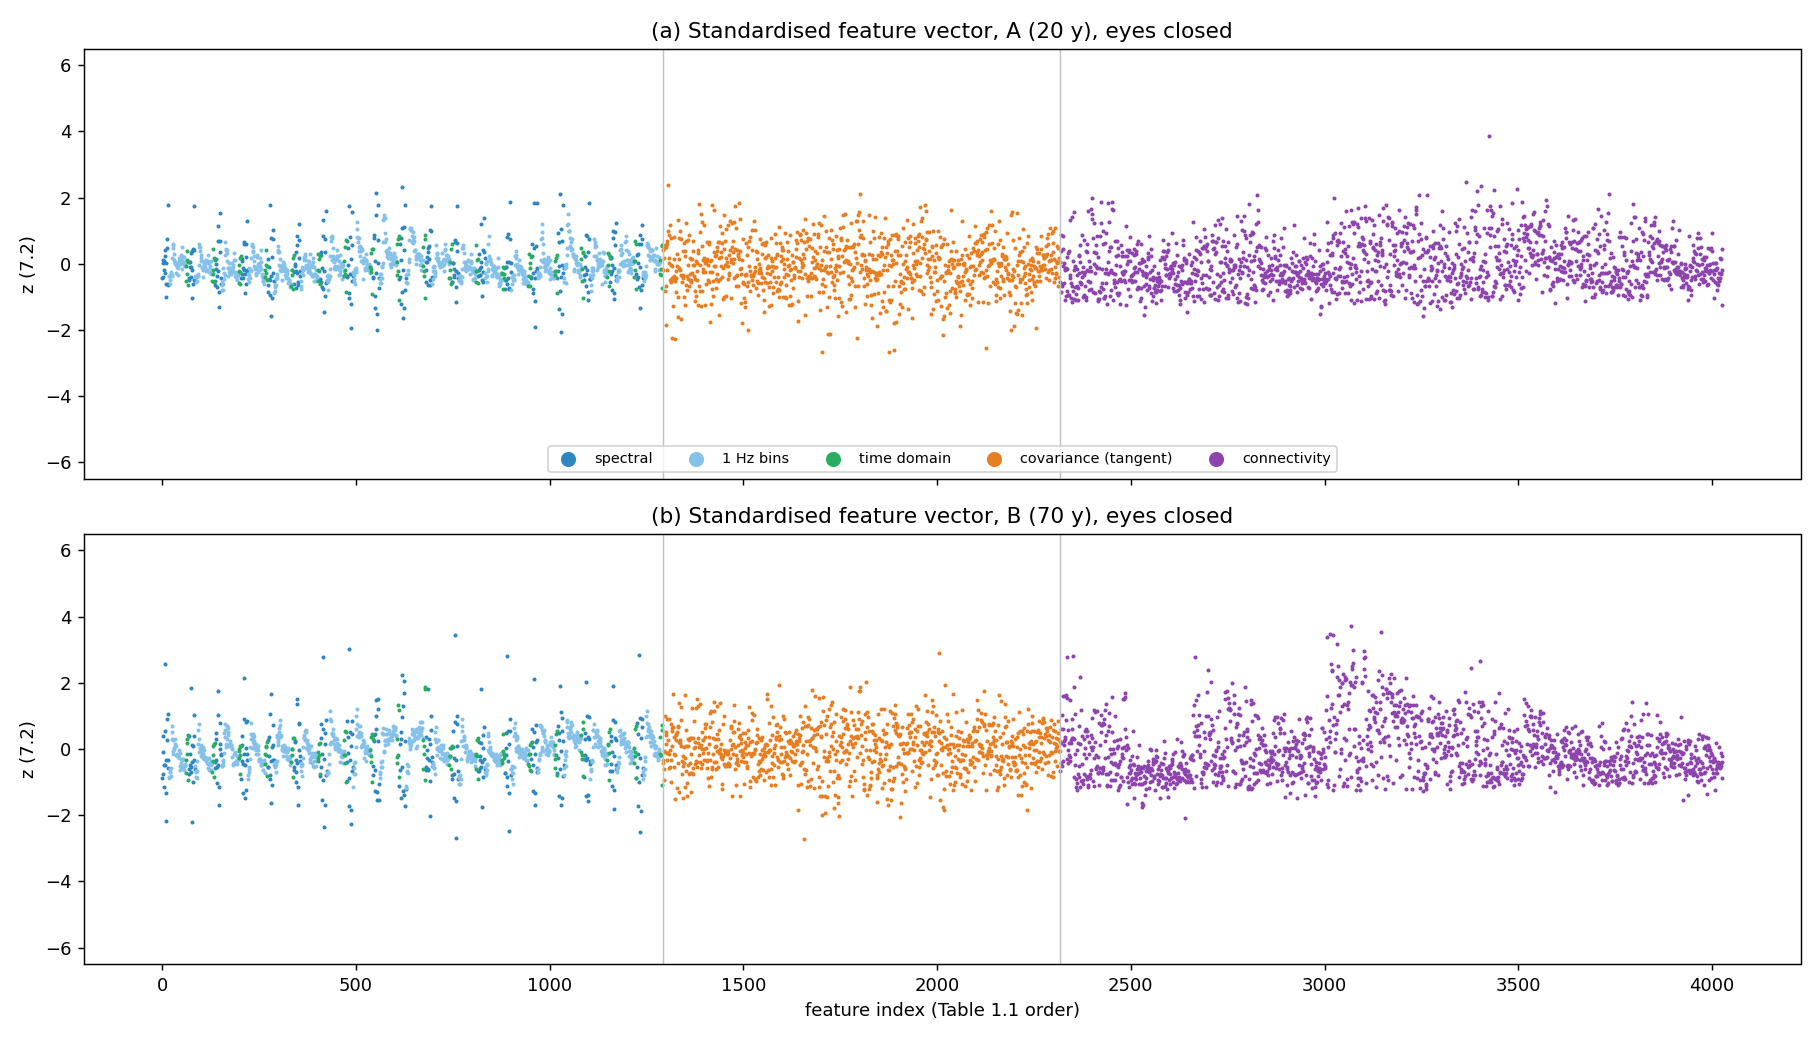 (a) Standardised feature vector, A (20 y), eyes closed
6
4
2
0
−2
−4
−6
z (7.2)
spectral 1 Hz bins time domain covariance (tangent) connectivity
(b) Standardised feature vector, B (70 y), eyes closed
6
4
2
0
−2
−4
−6
z (7.2)
0 500 1000 1500 2000 2500 3000 3500 4000
feature index (Table 1.1 order)